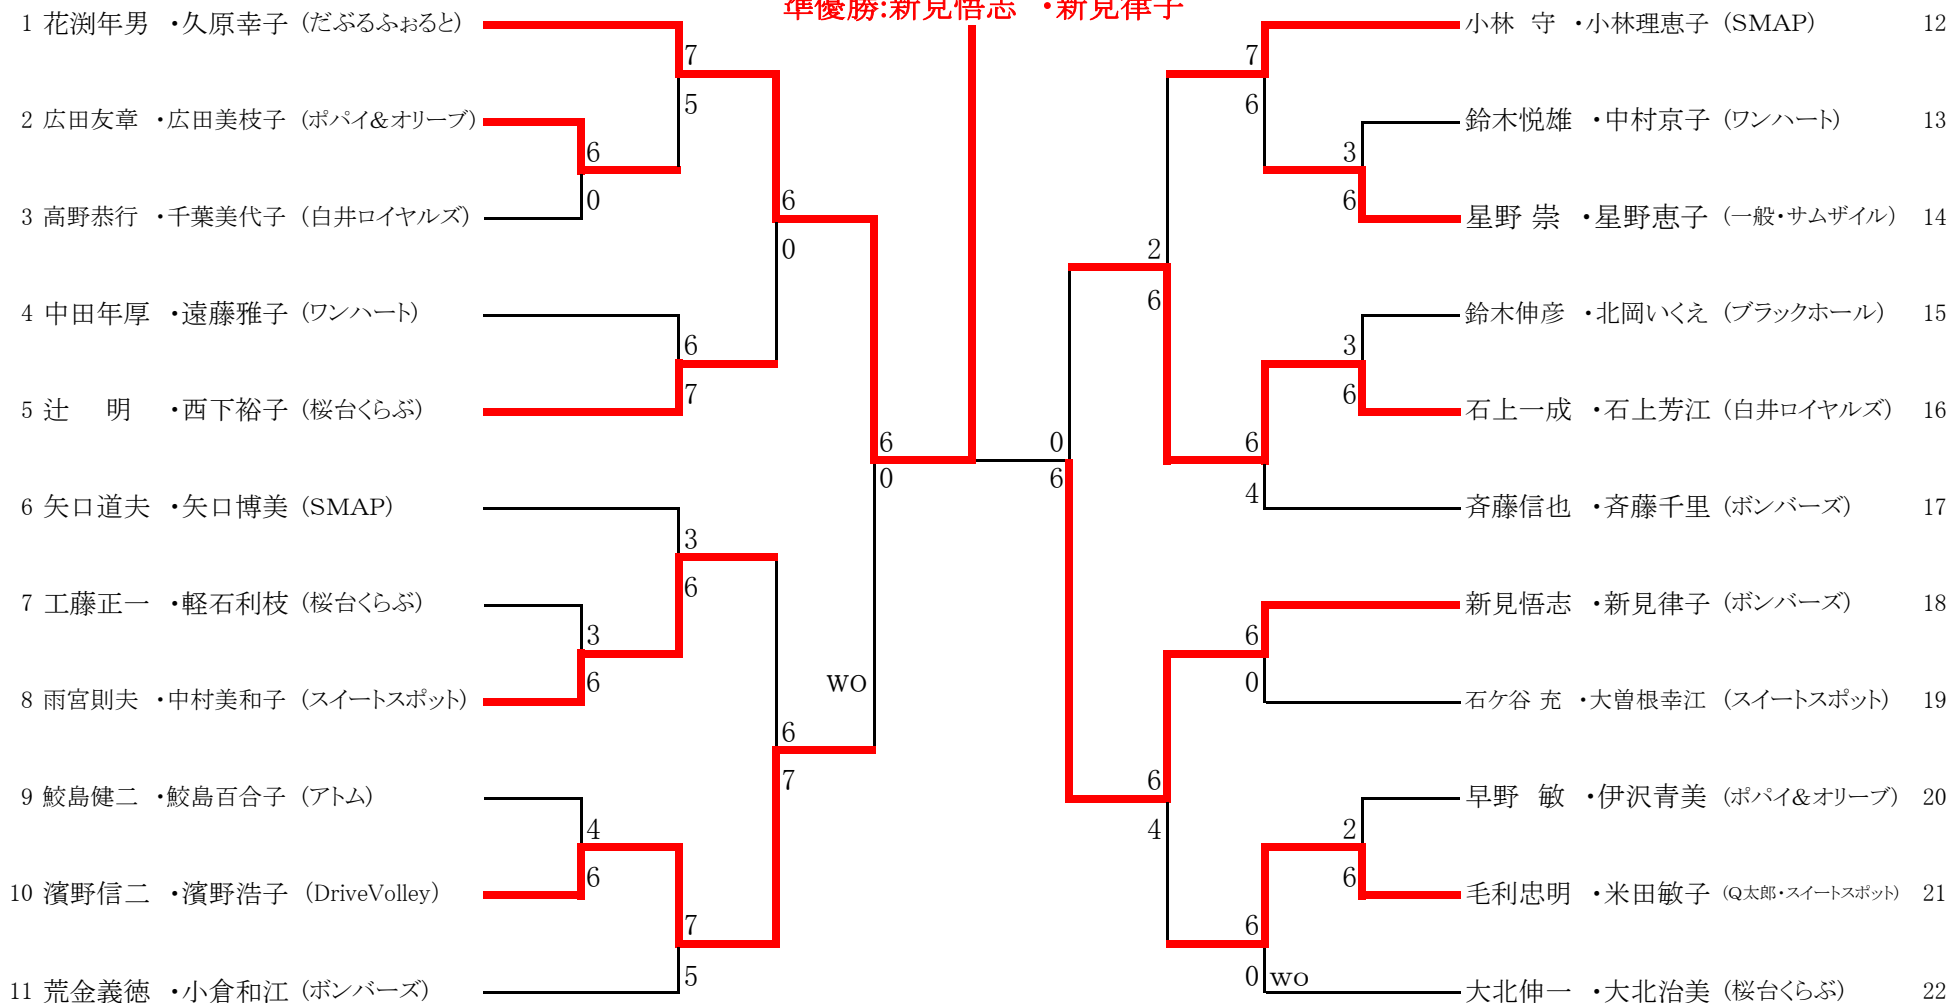 準優勝:新見悟志 ・新見律子
1 花渕年男 ・久原幸子 (だぶるふぉると)
7
5
2 広田友章 ・広田美枝子 (ポパイ&オリーブ)
6
0
3 高野恭行 ・千葉美代子 (白井ロイヤルズ)
6
0
4 中田年厚 ・遠藤雅子 (ワンハート)
6
7
5 辻 明 ・西下裕子 (桜台くらぶ)
6
0
6 矢口道夫 ・矢口博美 (SMAP)
3
6
7 工藤正一 ・軽石利枝 (桜台くらぶ)
3
6
8 雨宮則夫 ・中村美和子 (スイートスポット)
wo
6
7
9 鮫島健二 ・鮫島百合子 (アトム)
4
6
10 濱野信二 ・濱野浩子 (DriveVolley)
7
5
11 荒金義徳 ・小倉和江 (ボンバーズ)
小林 守 ・小林理恵子 (SMAP) 12
7
6
鈴木悦雄 ・中村京子 (ワンハート) 13
3
6
星野 崇 ・星野恵子 (一般・サムザイル) 14
2
6
鈴木伸彦 ・北岡いくえ (ブラックホール) 15
3
6
石上一成 ・石上芳江 (白井ロイヤルズ) 16
6
4
0
6
斉藤信也 ・斉藤千里 (ボンバーズ) 17
新見悟志 ・新見律子 (ボンバーズ) 18
6
0
石ケ谷 充 ・大曽根幸江 (スイートスポット) 19
6
4
早野 敏 ・伊沢青美 (ポパイ&オリーブ) 20
2
6
毛利忠明 ・米田敏子 (Q太郎・スイートスポット) 21
6
0 wo
大北伸一 ・大北治美 (桜台くらぶ) 22